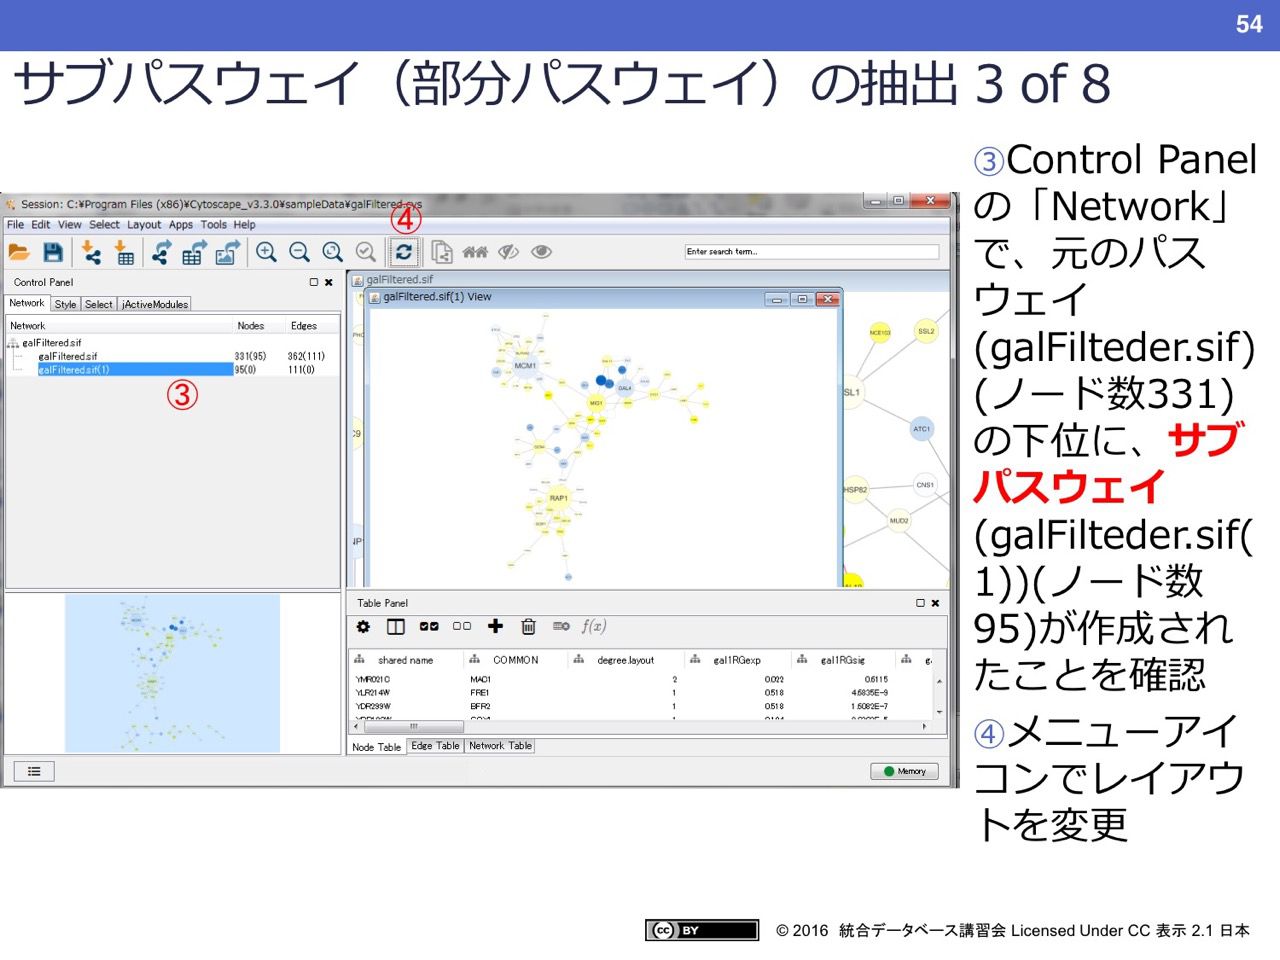 54
サブパスウェイ（部分パスウェイ）の抽出 3 of 8
③Control Panel
の「Network」
で、元のパス
ウェイ
(galFilteder.sif)
(ノード数331)
の下位に、サブ
パスウェイ
(galFilteder.sif(
1))(ノード数
95)が作成され
たことを確認
④メニューアイ
コンでレイアウ
トを変更
Session: C:¥Program Files (x86)¥Cytoscape_v3.3.0¥sampleData¥galFiltered.cys
④
File Edit View Select Layout Apps Tools Help
Enter search term...
Control Panel
Network Style Select jActiveModules
Network Nodes Edges
galFiltered.sif
galFiltered.sif 331(95) 362(111)
galFiltered.sif(1) 95(0) 111(0)
③
galFiltered.sif
galFiltered.sif(1) View
MCM1
GAL4
MIG1
RAP1
NCE103
SSL2
SL1
ATC1
HSP82
CNS1
MUD2
Table Panel
f(x)
shared name COMMON degree.layout gal1RGexp gal1RGsig g
YMR021C MAC1 2 0.022 0.6115
YLR214W FRE1 1 0.518 4.5835E-9
YDR299W BFR2 1 0.518 1.5082E-7
Node Table Edge Table Network Table
Memory
cc BY
© 2016 統合データベース講習会 Licensed Under CC 表示 2.1 日本